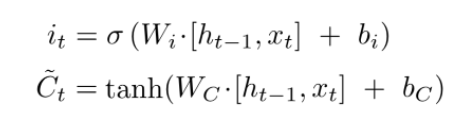 i_t = σ (W_i·[h_{t−1}, x_t] + b_i)
C̃_t = tanh(W_C·[h_{t−1}, x_t] + b_C)